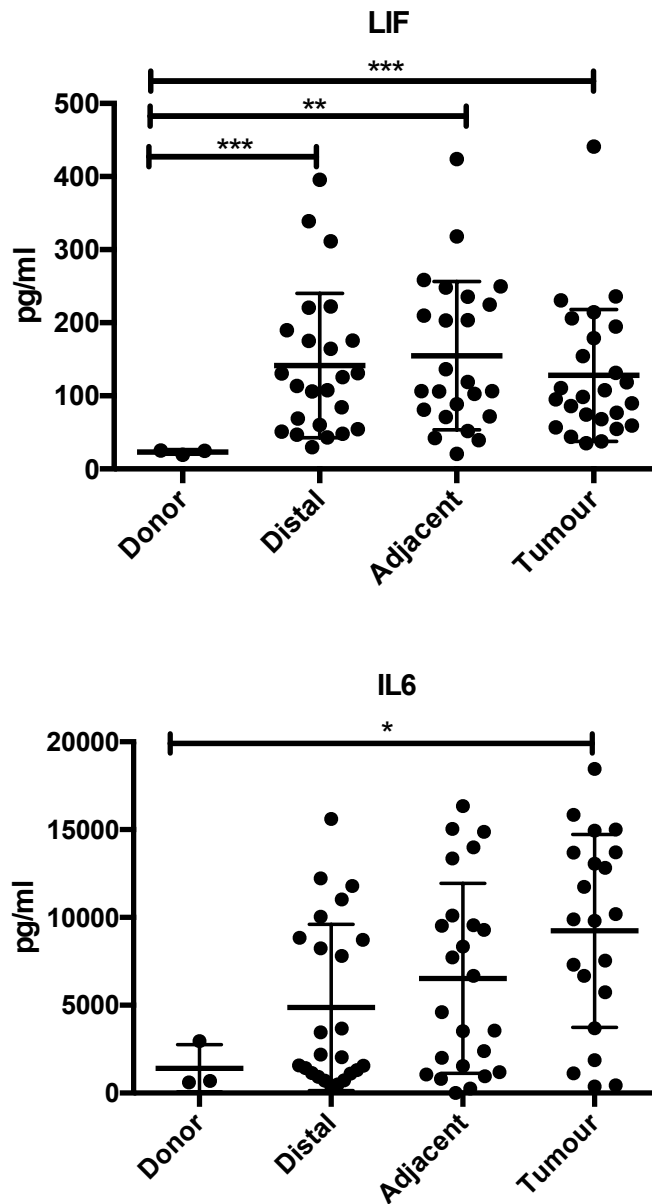 LIF
***
**
***
500
400
300
200
100
0
pg/ml
Donor
Distal
Adjacent
Tumour
IL6
*
20000
15000
10000
5000
0
pg/ml
Donor
Distal
Adjacent
Tumour